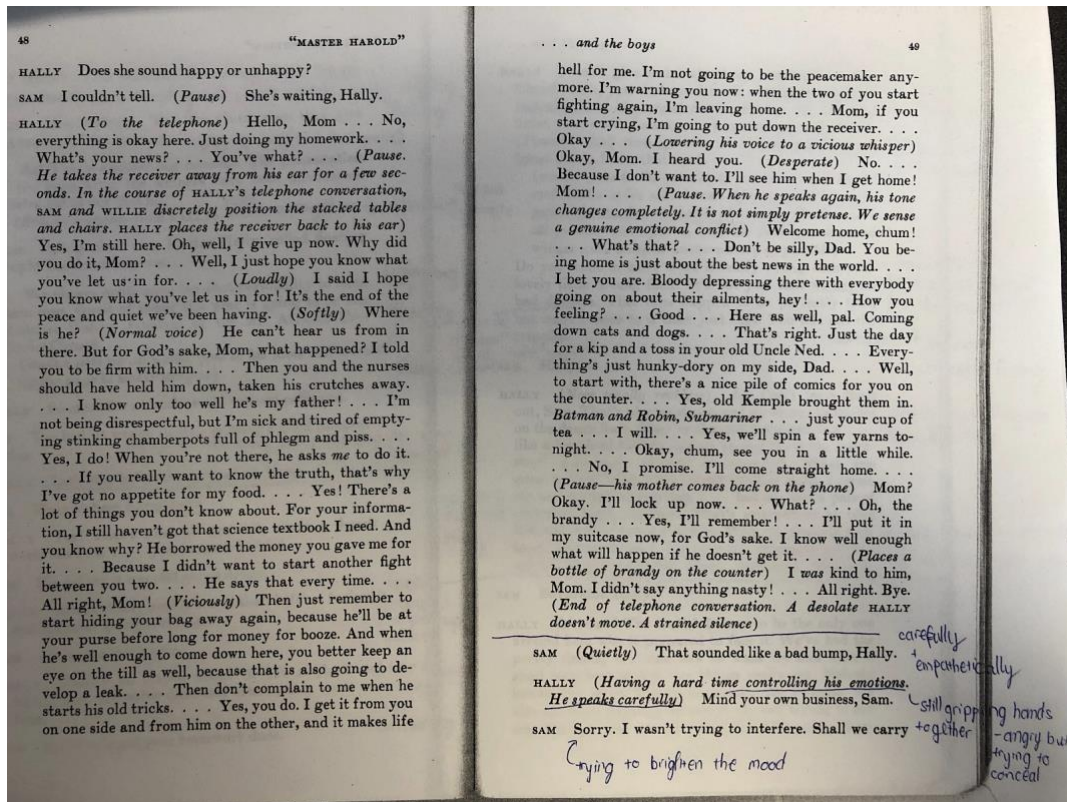 48
"MASTER HAROLD"
HALLY Does she sound happy or unhappy?
SAM I couldn't tell. (Pause) She's waiting, Hally.
HALLY (To the telephone) Hello, Mom . . . No,
everything is okay here. Just doing my homework. . . .
What's your news? . . . You've what? . . . (Pause.
He takes the receiver away from his ear for a few sec-
onds. In the course of HALLY's telephone conversation,
SAM and WILLIE discretely position the stacked tables
and chairs. HALLY places the receiver back to his ear)
Yes, I'm still here. Oh, well, I give up now. Why did
you do it, Mom? . . . Well, I just hope you know what
you've let us in for. . . . (Loudly) I said I hope
you know what you've let us in for! It's the end of the
peace and quiet we've been having. (Softly) Where
is he? (Normal voice) He can't hear us from in
there. But for God's sake, Mom, what happened? I told
you to be firm with him. . . . Then you and the nurses
should have held him down, taken his crutches away.
. . . I know only too well he's my father! . . . I'm
not being disrespectful, but I'm sick and tired of empty-
ing stinking chamberpots full of phlegm and piss. . . .
Yes, I do! When you're not there, he asks me to do it.
. . . If you really want to know the truth, that's why
I've got no appetite for my food. . . . Yes! There's a
lot of things you don't know about. For your informa-
tion, I still haven't got that science textbook I need. And
you know why? He borrowed the money you gave me for
it. . . . Because I didn't want to start another fight
between you two. . . . He says that every time. . . .
All right, Mom! (Viciously) Then just remember to
start hiding your bag away again, because he'll be at
your purse before long for money for booze. And when
he's well enough to come down here, you better keep an
eye on the till as well, because that is also going to de-
velop a leak. . . . Then don't complain to me when he
starts his old tricks. . . . Yes, you do. I get it from you
on one side and from him on the other, and it makes life
. . . and the boys
49
hell for me. I'm not going to be the peacemaker any-
more. I'm warning you now: when the two of you start
fighting again, I'm leaving home. . . . Mom, if you
start crying, I'm going to put down the receiver. . . .
Okay . . . (Lowering his voice to a vicious whisper)
Okay, Mom. I heard you. (Desperate) No. . . .
Because I don't want to. I'll see him when I get home!
Mom! . . . (Pause. When he speaks again, his tone
changes completely. It is not simply pretense. We sense
a genuine emotional conflict) Welcome home, chum!
. . . What's that? . . . Don't be silly, Dad. You be-
ing home is just about the best news in the world. . . .
I bet you are. Bloody depressing there with everybody
going on about their ailments, hey! . . . How you
feeling? . . . Good . . . Here as well, pal. Coming
down cats and dogs. . . . That's right. Just the day
for a kip and a toss in your old Uncle Ned. . . . Every-
thing's just hunky-dory on my side, Dad. . . . Well,
to start with, there's a nice pile of comics for you on
the counter. . . . Yes, old Kemple brought them in.
Batman and Robin, Submariner . . . just your cup of
tea . . . I will. . . . Yes, we'll spin a few yarns to-
night. . . . Okay, chum, see you in a little while.
. . . No, I promise. I'll come straight home. . . .
(Pause—his mother comes back on the phone) Mom?
Okay. I'll lock up now. . . . What? . . . Oh, the
brandy . . . Yes, I'll remember! . . . I'll put it in
my suitcase now, for God's sake. I know well enough
what will happen if he doesn't get it. . . . (Places a
bottle of brandy on the counter) I was kind to him,
Mom. I didn't say anything nasty! . . . All right. Bye.
(End of telephone conversation. A desolate HALLY
doesn't move. A strained silence)
SAM (Quietly) That sounded like a bad bump, Hally.
carefully
+ empathetically
HALLY (Having a hard time controlling his emotions.
He speaks carefully) Mind your own business, Sam.
still gripping hands
together
- angry but
trying to
conceal
SAM Sorry. I wasn't trying to interfere. Shall we carry
trying to brighten the mood